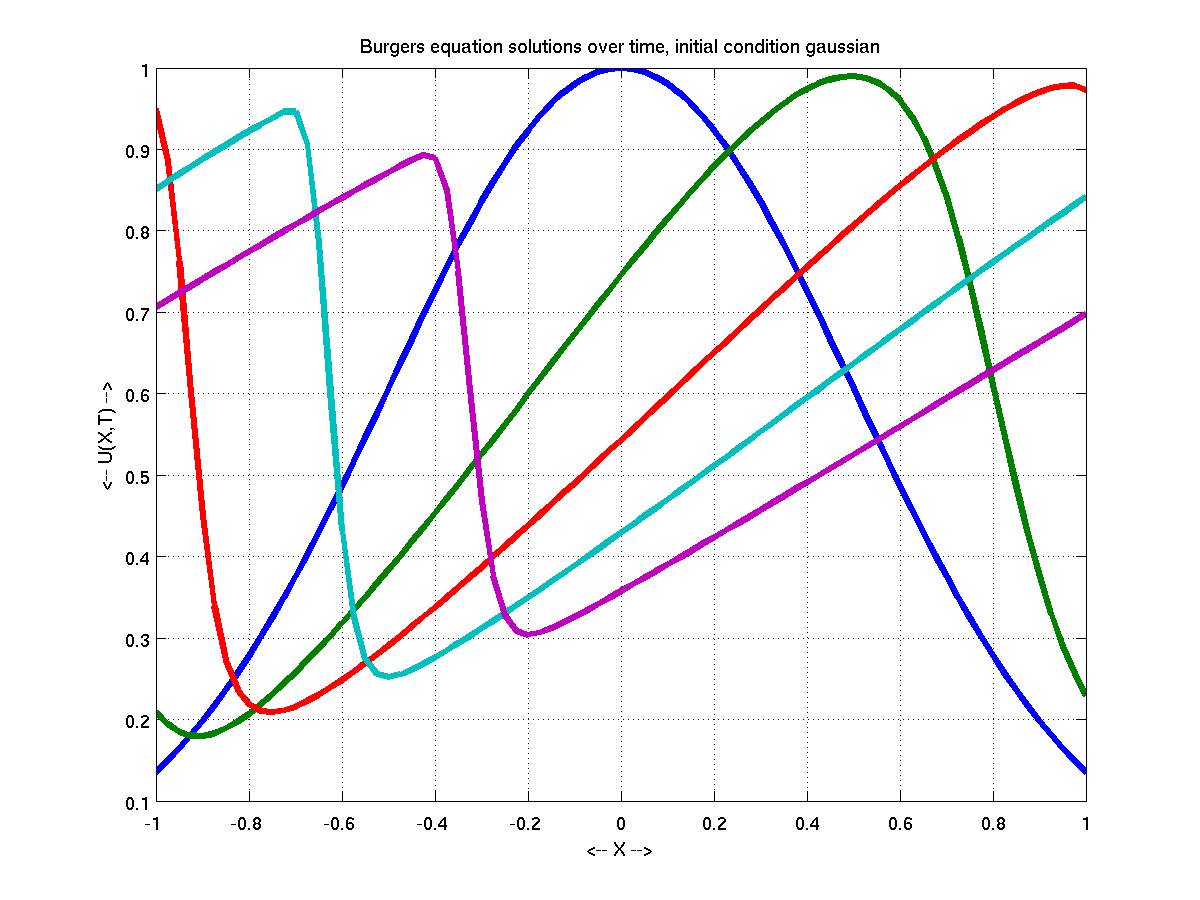 Burgers equation solutions over time, initial condition gaussian
<-- U(X,T) -->
1
0.9
0.8
0.7
0.6
0.5
0.4
0.3
0.2
0.1
-1 -0.8 -0.6 -0.4 -0.2 0 0.2 0.4 0.6 0.8 1
<-- X -->